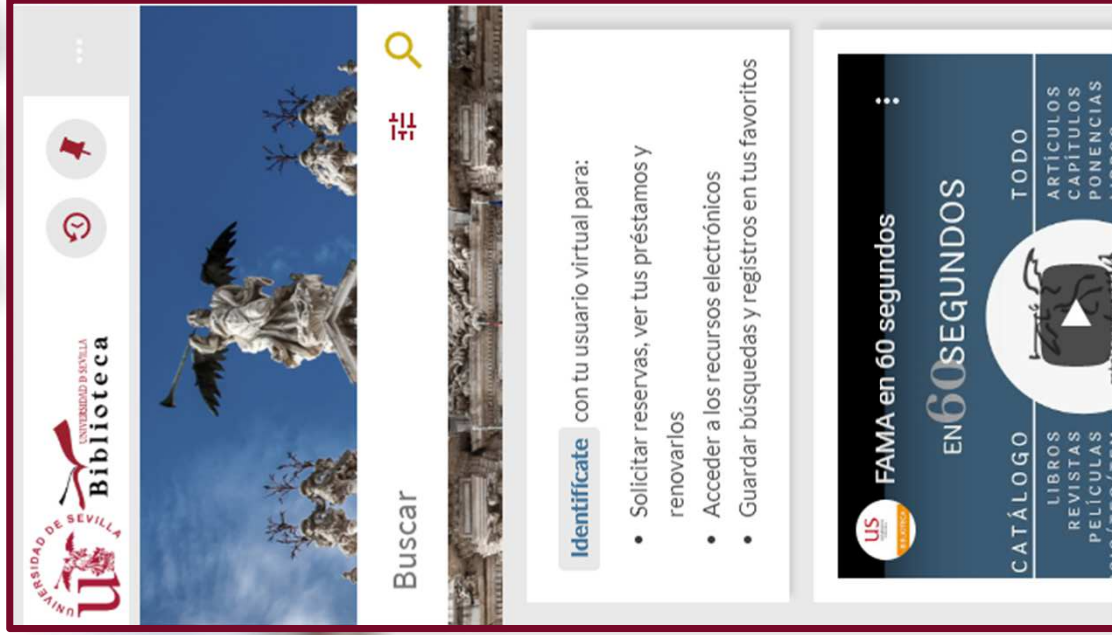 UNIVERSIDAD DE SEVILLA
UNIVERSIDAD D SEVILLA
Biblioteca
Buscar
Identifícate con tu usuario virtual para:
• Solicitar reservas, ver tus préstamos y
renovarlos
• Acceder a los recursos electrónicos
• Guardar búsquedas y registros en tus favoritos
US
BIBLIOTECA
FAMA en 60 segundos
EN 60 SEGUNDOS
CATÁLOGO
TODO
LIBROS
REVISTAS
PELÍCULAS
ARTÍCULOS
CAPÍTULOS
PONENCIAS